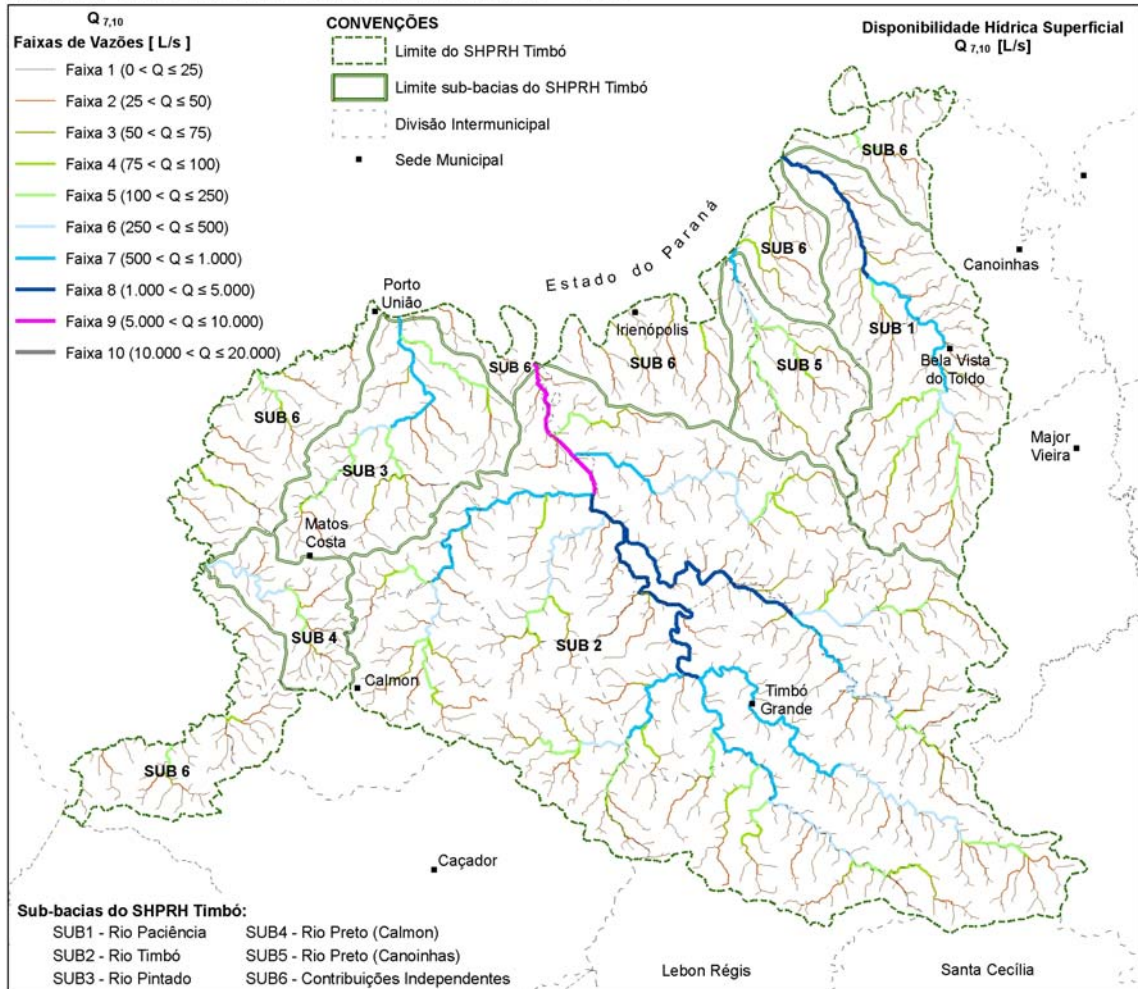 Q 7,10
Faixas de Vazões [ L/s ]
Faixa 1 (0 < Q ≤ 25)
Faixa 2 (25 < Q ≤ 50)
Faixa 3 (50 < Q ≤ 75)
Faixa 4 (75 < Q ≤ 100)
Faixa 5 (100 < Q ≤ 250)
Faixa 6 (250 < Q ≤ 500)
Faixa 7 (500 < Q ≤ 1.000)
Faixa 8 (1.000 < Q ≤ 5.000)
Faixa 9 (5.000 < Q ≤ 10.000)
Faixa 10 (10.000 < Q ≤ 20.000)
CONVENÇÕES
Limite do SHPRH Timbó
Limite sub-bacias do SHPRH Timbó
Divisão Intermunicipal
Sede Municipal
Disponibilidade Hídrica Superficial
Q 7,10 [L/s]
SUB 6
SUB 6
Estado do Paraná
Canoinhas
Porto
União
Irienópolis
SUB 1
SUB 6
SUB 6
SUB 5
Bela Vista
do Toldo
SUB 6
SUB 3
Major
Vieira
Matos
Costa
SUB 4
SUB 2
Calmon
Timbó
Grande
SUB 6
Caçador
Lebon Régis
Santa Cecília
Sub-bacias do SHPRH Timbó:
SUB1 - Rio Paciência
SUB2 - Rio Timbó
SUB3 - Rio Pintado
SUB4 - Rio Preto (Calmon)
SUB5 - Rio Preto (Canoinhas)
SUB6 - Contribuições Independentes